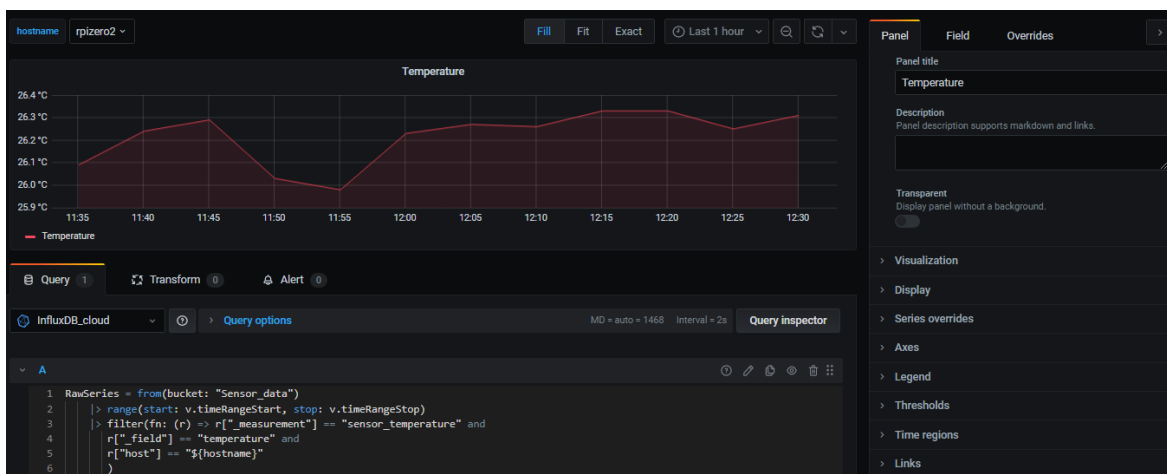 hostname rpizero2 Fill Fit Exact Last 1 hour
Panel Field Overrides
Temperature
26.4 °C
26.3 °C
26.2 °C
26.1 °C
26.0 °C
25.9 °C
11:35 11:40 11:45 11:50 11:55 12:00 12:05 12:10 12:15 12:20 12:25 12:30
Temperature
Query 1 Transform 0 Alert 0
InfluxDB_cloud Query options MD = auto = 1468 Interval = 2s Query inspector
A
1 RawSeries = from(bucket: "Sensor_data")
2 |> range(start: v.timeRangeStart, stop: v.timeRangeStop)
3 |> filter(fn: (r) => r["_measurement"] == "sensor_temperature" and
4 r["_field"] == "temperature" and
5 r["host"] == "${hostname}"
6 )
Panel title
Temperature
Description
Panel description supports markdown and links.
Transparent
Display panel without a background.
Visualization
Display
Series overrides
Axes
Legend
Thresholds
Time regions
Links